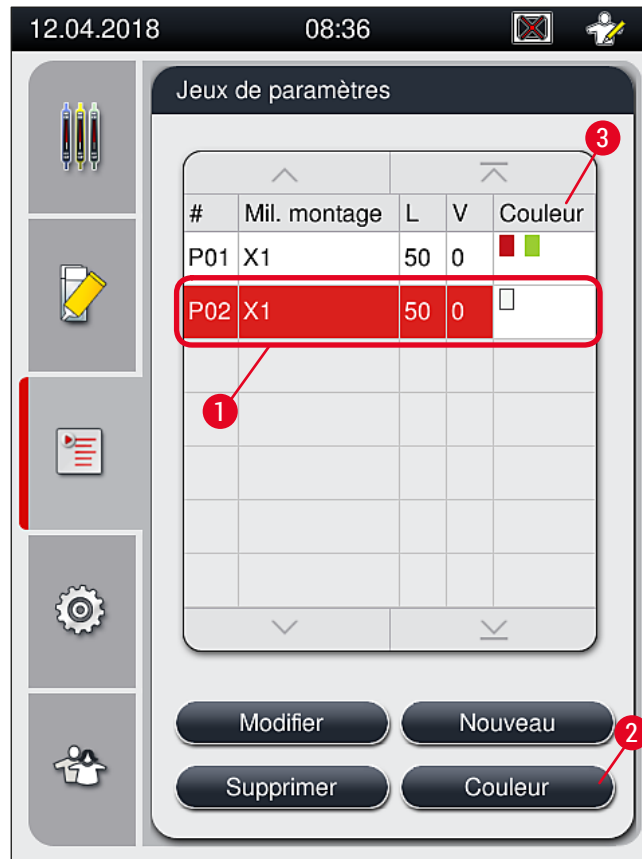 12.04.2018 08:36
Jeux de paramètres
3
# Mil. montage L V Couleur
P01 X1 50 0
P02 X1 50 0
1
Modifier Nouveau
2
Supprimer Couleur